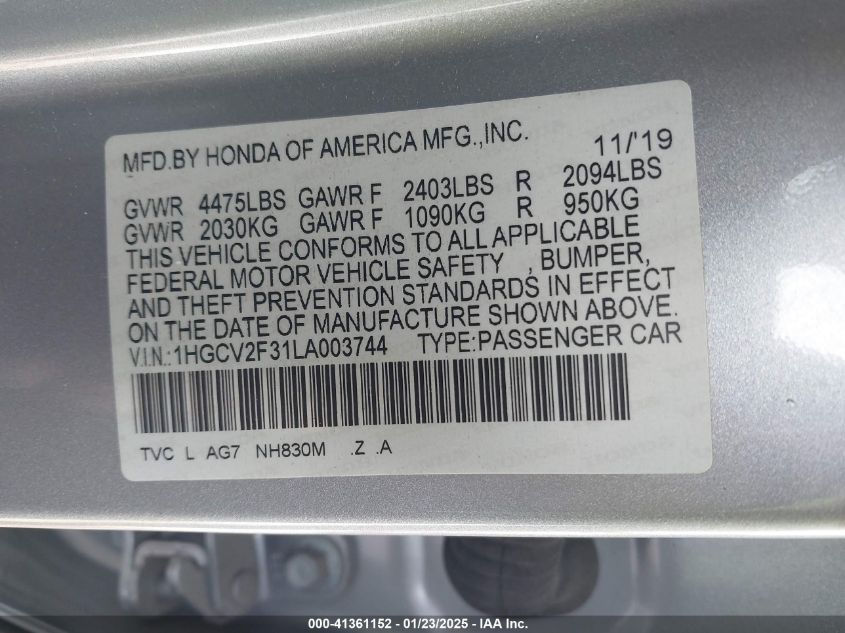 MFD.BY HONDA OF AMERICA MFG.,INC. 11/'19
GVWR 4475LBS GAWR F 2403LBS R 2094LBS
GVWR 2030KG GAWR F 1090KG R 950KG
THIS VEHICLE CONFORMS TO ALL APPLICABLE
FEDERAL MOTOR VEHICLE SAFETY , BUMPER,
AND THEFT PREVENTION STANDARDS IN EFFECT
ON THE DATE OF MANUFACTURE SHOWN ABOVE.
V.I.N.:1HGCV2F31LA003744 TYPE:PASSENGER CAR
TVC L AG7 NH830M .Z .A
000-41361152 - 01/23/2025 - IAA Inc.